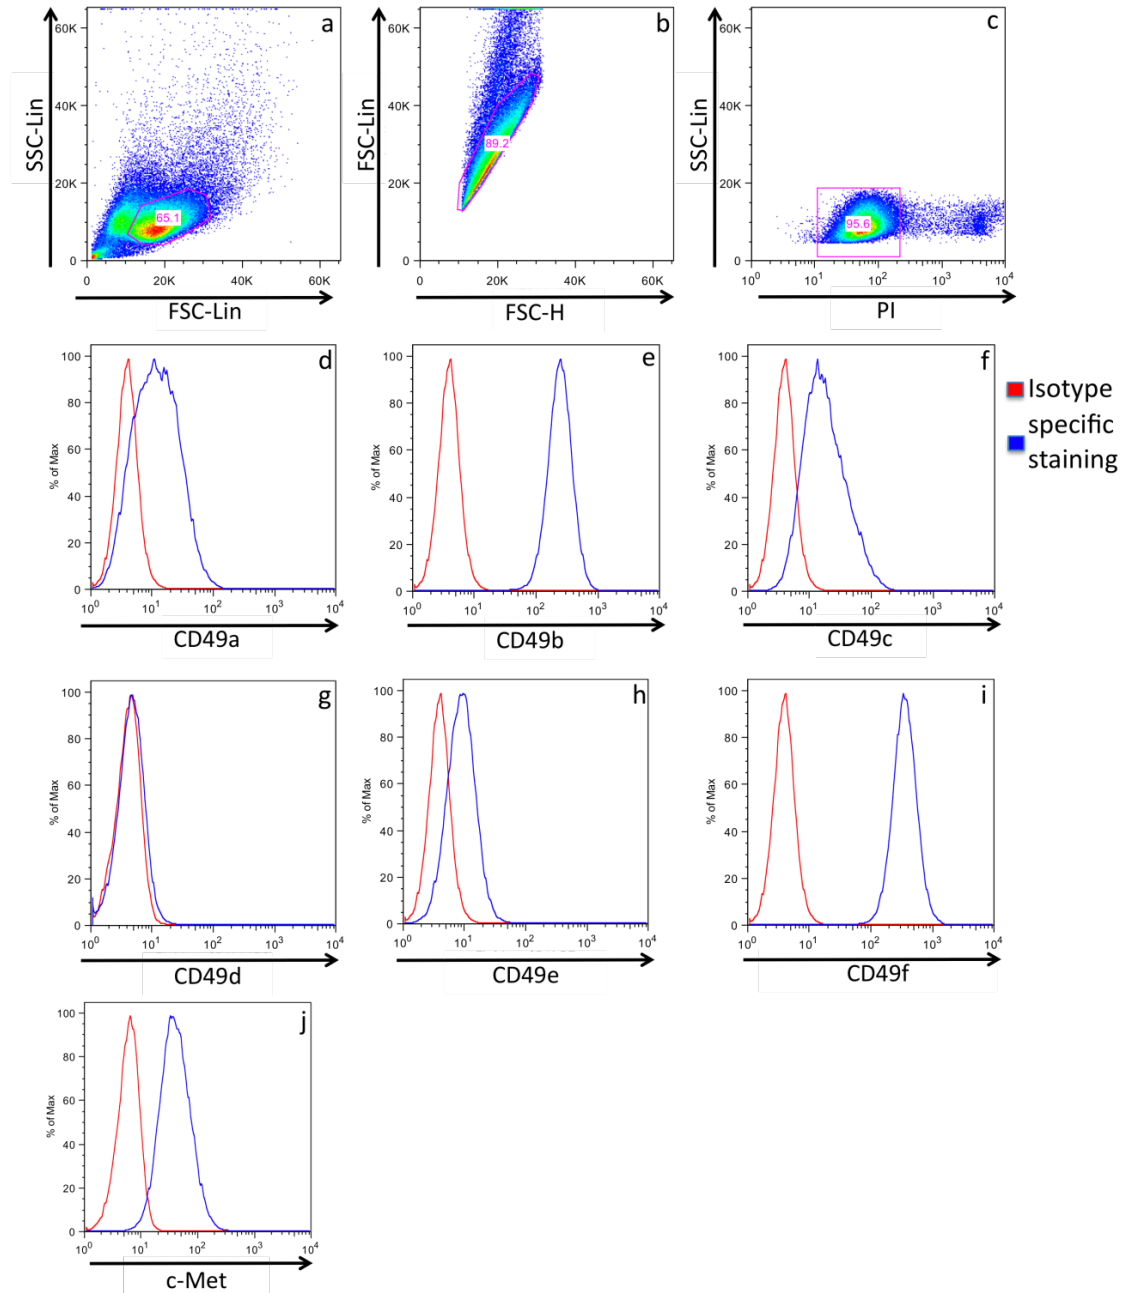 a
60K
40K
20K
0
SSC-Lin
65.1
0 20K 40K 60K
FSC-Lin
b
60K
40K
20K
0
FSC-Lin
89.2
0 20K 40K 60K
FSC-H
c
60K
40K
20K
0
SSC-Lin
95.6
10^0 10^1 10^2 10^3 10^4
PI
d
100
80
60
40
20
0
% of Max
10^0 10^1 10^2 10^3 10^4
CD49a
e
100
80
60
40
20
0
% of Max
10^0 10^1 10^2 10^3 10^4
CD49b
f
100
80
60
40
20
0
% of Max
10^0 10^1 10^2 10^3 10^4
CD49c
Isotype
specific
staining
g
100
80
60
40
20
0
% of Max
10^0 10^1 10^2 10^3 10^4
CD49d
h
100
80
60
40
20
0
% of Max
10^0 10^1 10^2 10^3 10^4
CD49e
i
100
80
60
40
20
0
% of Max
10^0 10^1 10^2 10^3 10^4
CD49f
j
100
80
60
40
20
0
% of Max
10^0 10^1 10^2 10^3 10^4
c-Met